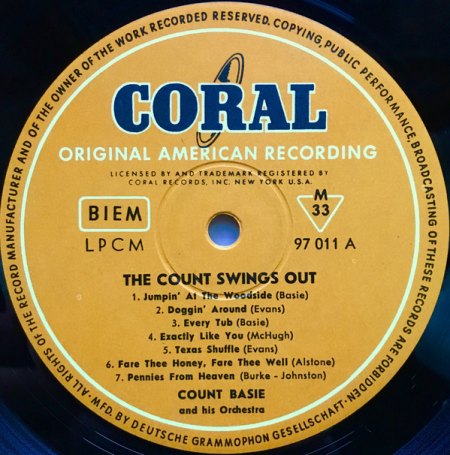 ALL RIGHTS OF THE RECORD MANUFACTURER AND OF THE OWNER OF THE WORK RECORDED RESERVED. COPYING, PUBLIC PERFORMANCE, BROADCASTING OF THESE RECORDS ARE FORBIDDEN
CORAL
ORIGINAL AMERICAN RECORDING
LICENSED BY AND TRADEMARK REGISTERED BY
CORAL RECORDS, INC. NEW YORK U.S.A.
BIEM
M
33
LPCM
97 011 A
THE COUNT SWINGS OUT
1. Jumpin' At The Woodside (Basie)
2. Doggin' Around (Evans)
3. Every Tub (Basie)
4. Exactly Like You (McHugh)
5. Texas Shuffle (Evans)
6. Fare Thee Honey, Fare Thee Well (Alstone)
7. Pennies From Heaven (Burke - Johnston)
COUNT BASIE
and his Orchestra
· MFD. BY DEUTSCHE GRAMMOPHON GESELLSCHAFT ·